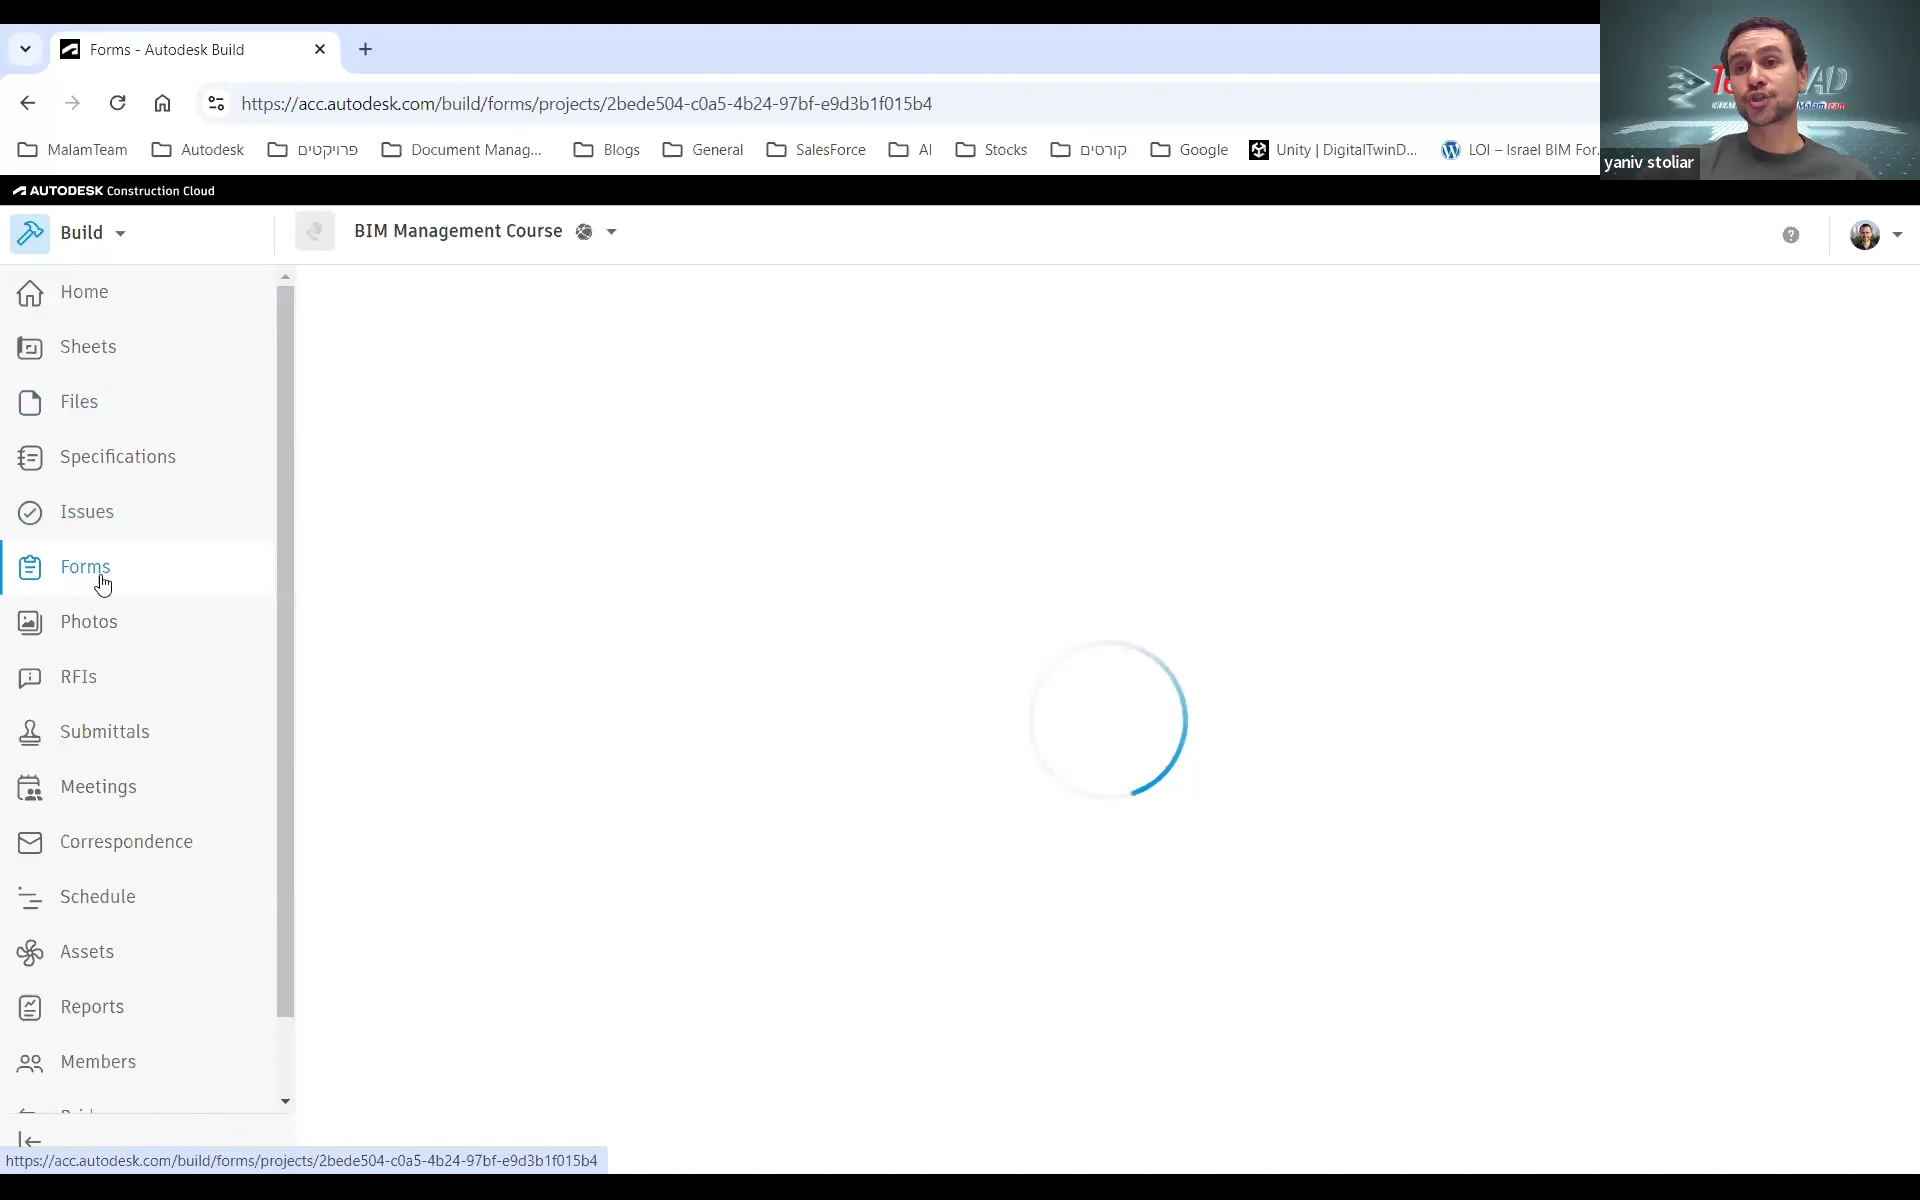 Forms - Autodesk Build
https://acc.autodesk.com/build/forms/projects/2bede504-c0a5-4b24-97bf-e9d3b1f015b4
MalamTeam
Autodesk
פרויקטים
Document Manag...
Blogs
General
SalesForce
AI
Stocks
קורסים
Google
Unity | DigitalTwinD...
LOI – Israel BIM For...
yaniv stoliar
AUTODESK Construction Cloud
Build
BIM Management Course
Home
Sheets
Files
Specifications
Issues
Forms
Photos
RFIs
Submittals
Meetings
Correspondence
Schedule
Assets
Reports
Members
https://acc.autodesk.com/build/forms/projects/2bede504-c0a5-4b24-97bf-e9d3b1f015b4